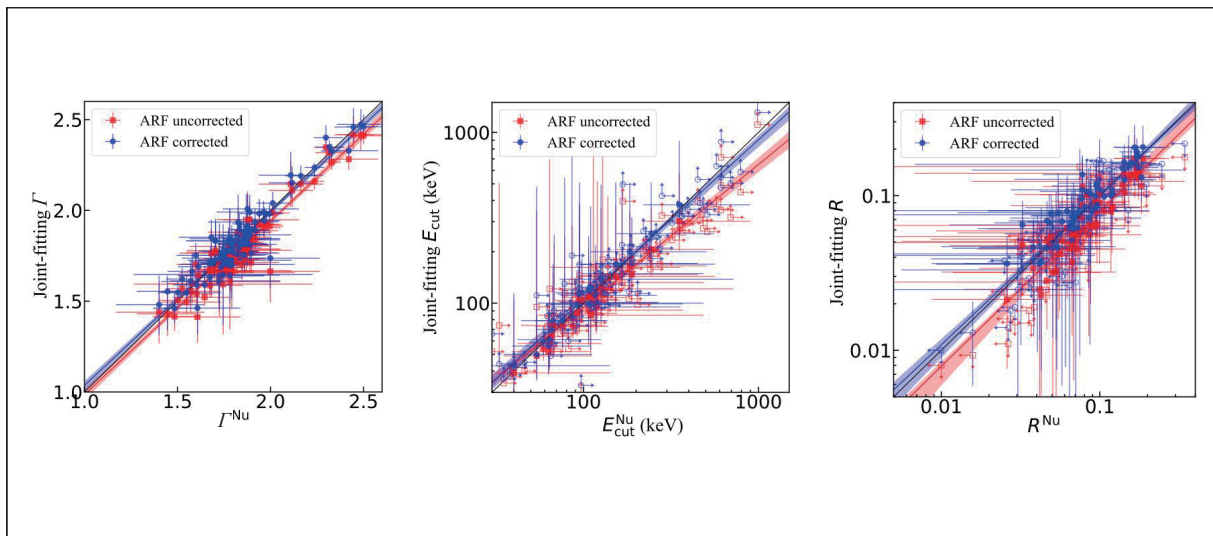 2.5
2.0
1.5
1.0
1.0
1.5
2.0
2.5
Joint-fitting Γ
Γ^Nu
ARF uncorrected
ARF corrected
1000
100
100
1000
Joint-fitting E_cut (keV)
E_cut^Nu (keV)
ARF uncorrected
ARF corrected
0.1
0.01
0.01
0.1
Joint-fitting R
R^Nu
ARF uncorrected
ARF corrected